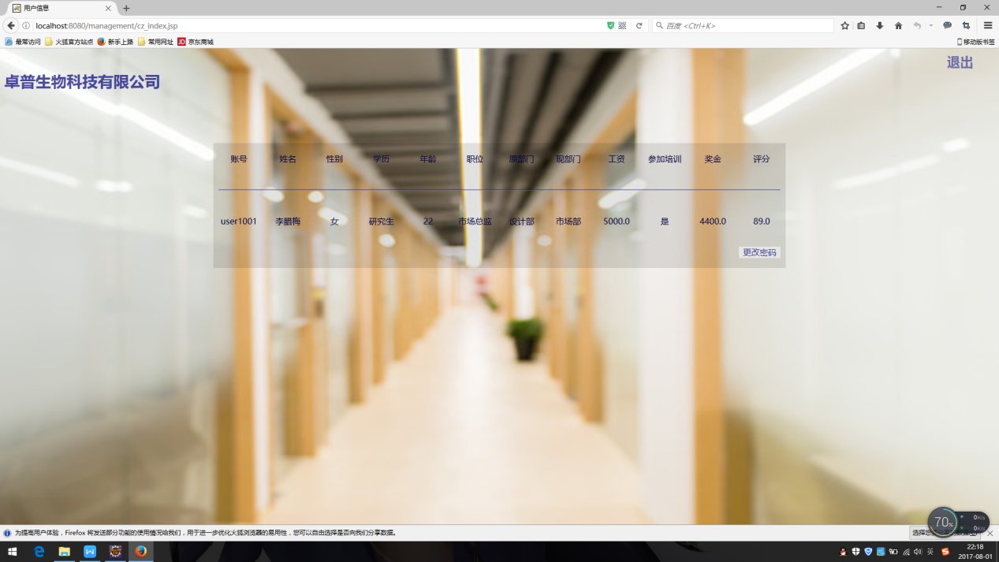 用户信息
localhost:8080/management/cz_index.jsp
百度 <Ctrl+K>
最常访问 火狐官方站点 新手上路 常用网址 JD 京东商城
移动版书签
退出
卓普生物科技有限公司
账号 姓名 性别 学历 年龄 职位 原部门 现部门 工资 参加培训 奖金 评分
user1001 李腊梅 女 研究生 22 市场总监 设计部 市场部 5000.0 是 4400.0 89.0
更改密码
为提高用户体验，Firefox 将发送部分功能的使用情况给我们，用于进一步优化火狐浏览器的易用性，您可以自由选择是否向我们分享数据。
70%
0K/s
0K/s
英
22:18
2017-08-01